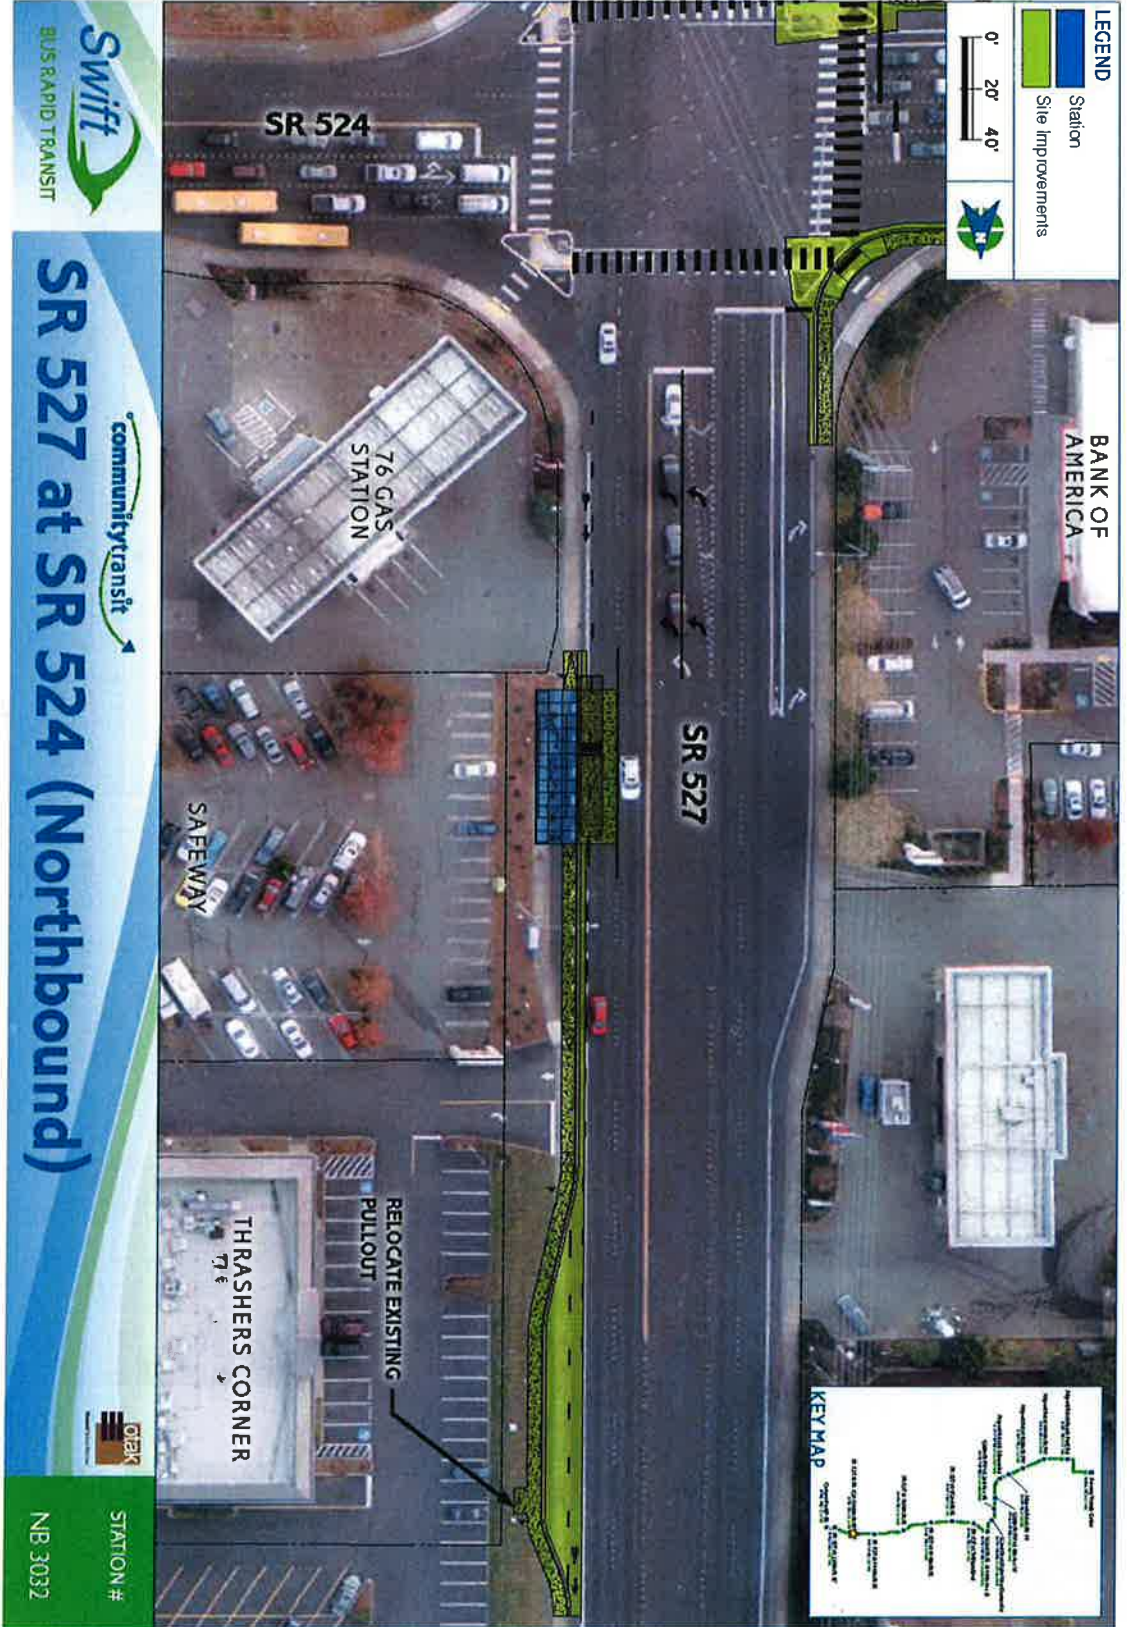 LEGEND
Station
Site Improvements
0' 20' 40'
N
BANK OF
AMERICA
SR 524
76 GAS
STATION
SR 527
SAFEWAY
THRASHERS CORNER
RELOCATE EXISTING
PULLOUT
KEY MAP
Swift
BUS RAPID TRANSIT
communitytransit
SR 527 at SR 524 (Northbound)
otak
STATION #
NB 3032